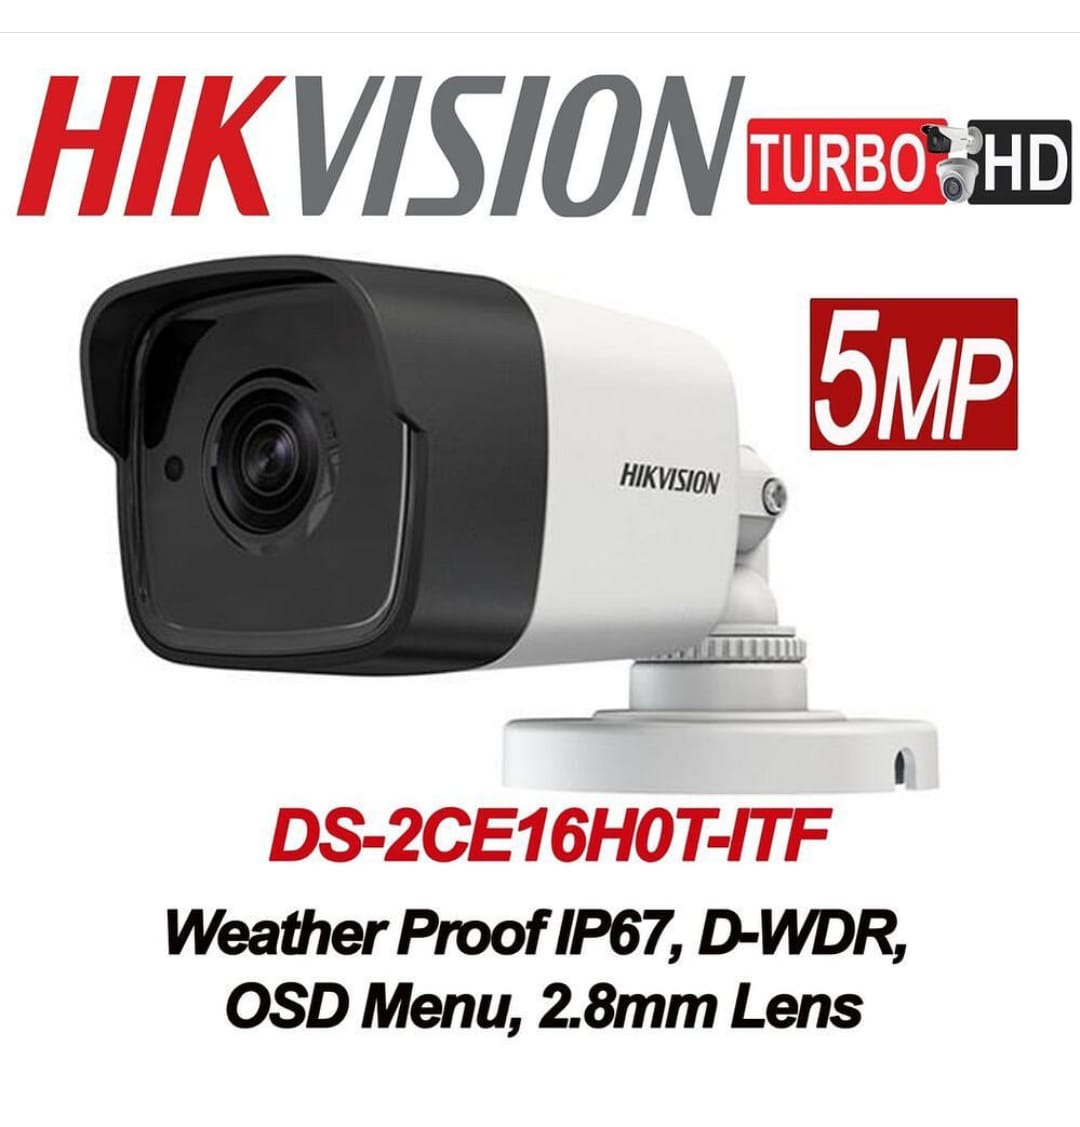 HIKVISION
TURBO HD
5MP
HIKVISION
DS-2CE16H0T-ITF
Weather Proof IP67, D-WDR,
OSD Menu, 2.8mm Lens